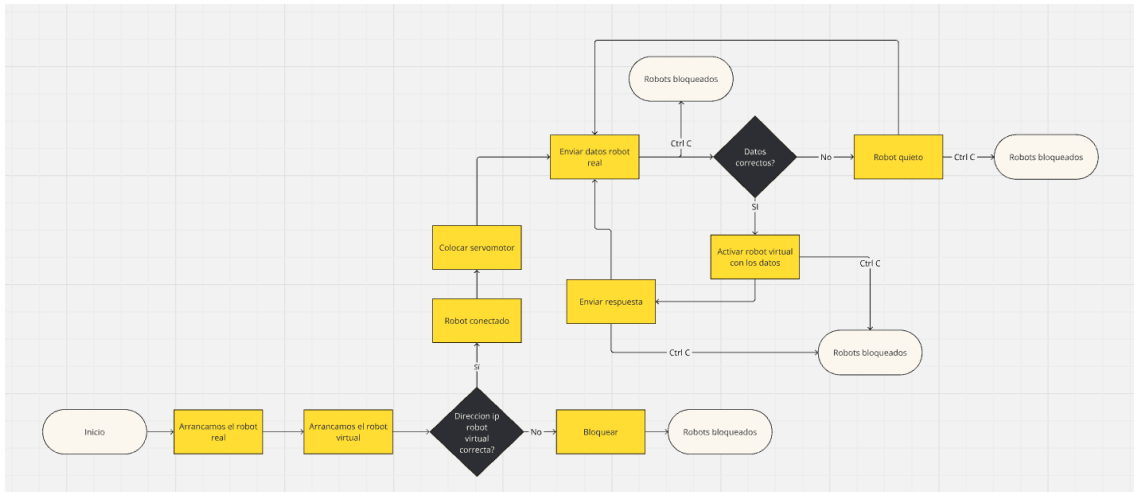 Robots bloqueados
Ctrl C
Enviar datos robot
real
Datos
correctos?
No
Robot quieto
Ctrl C
Robots bloqueados
SI
Colocar servomotor
Activar robot virtual
con los datos
Ctrl C
Enviar respuesta
Robot conectado
Ctrl C
Robots bloqueados
Si
Inicio
Arrancamos el robot
real
Arrancamos el robot
virtual
Direccion ip
robot
virtual
correcta?
No
Bloquear
Robots bloqueados